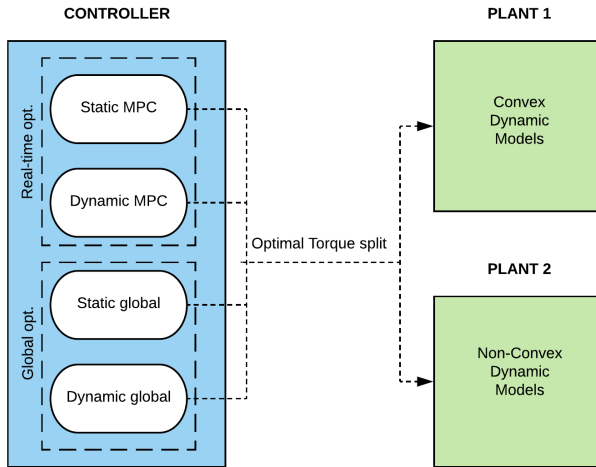 CONTROLLER
Real-time opt.
Static MPC
Dynamic MPC
Global opt.
Static global
Dynamic global
Optimal Torque split
PLANT 1
Convex
Dynamic
Models
PLANT 2
Non-Convex
Dynamic
Models